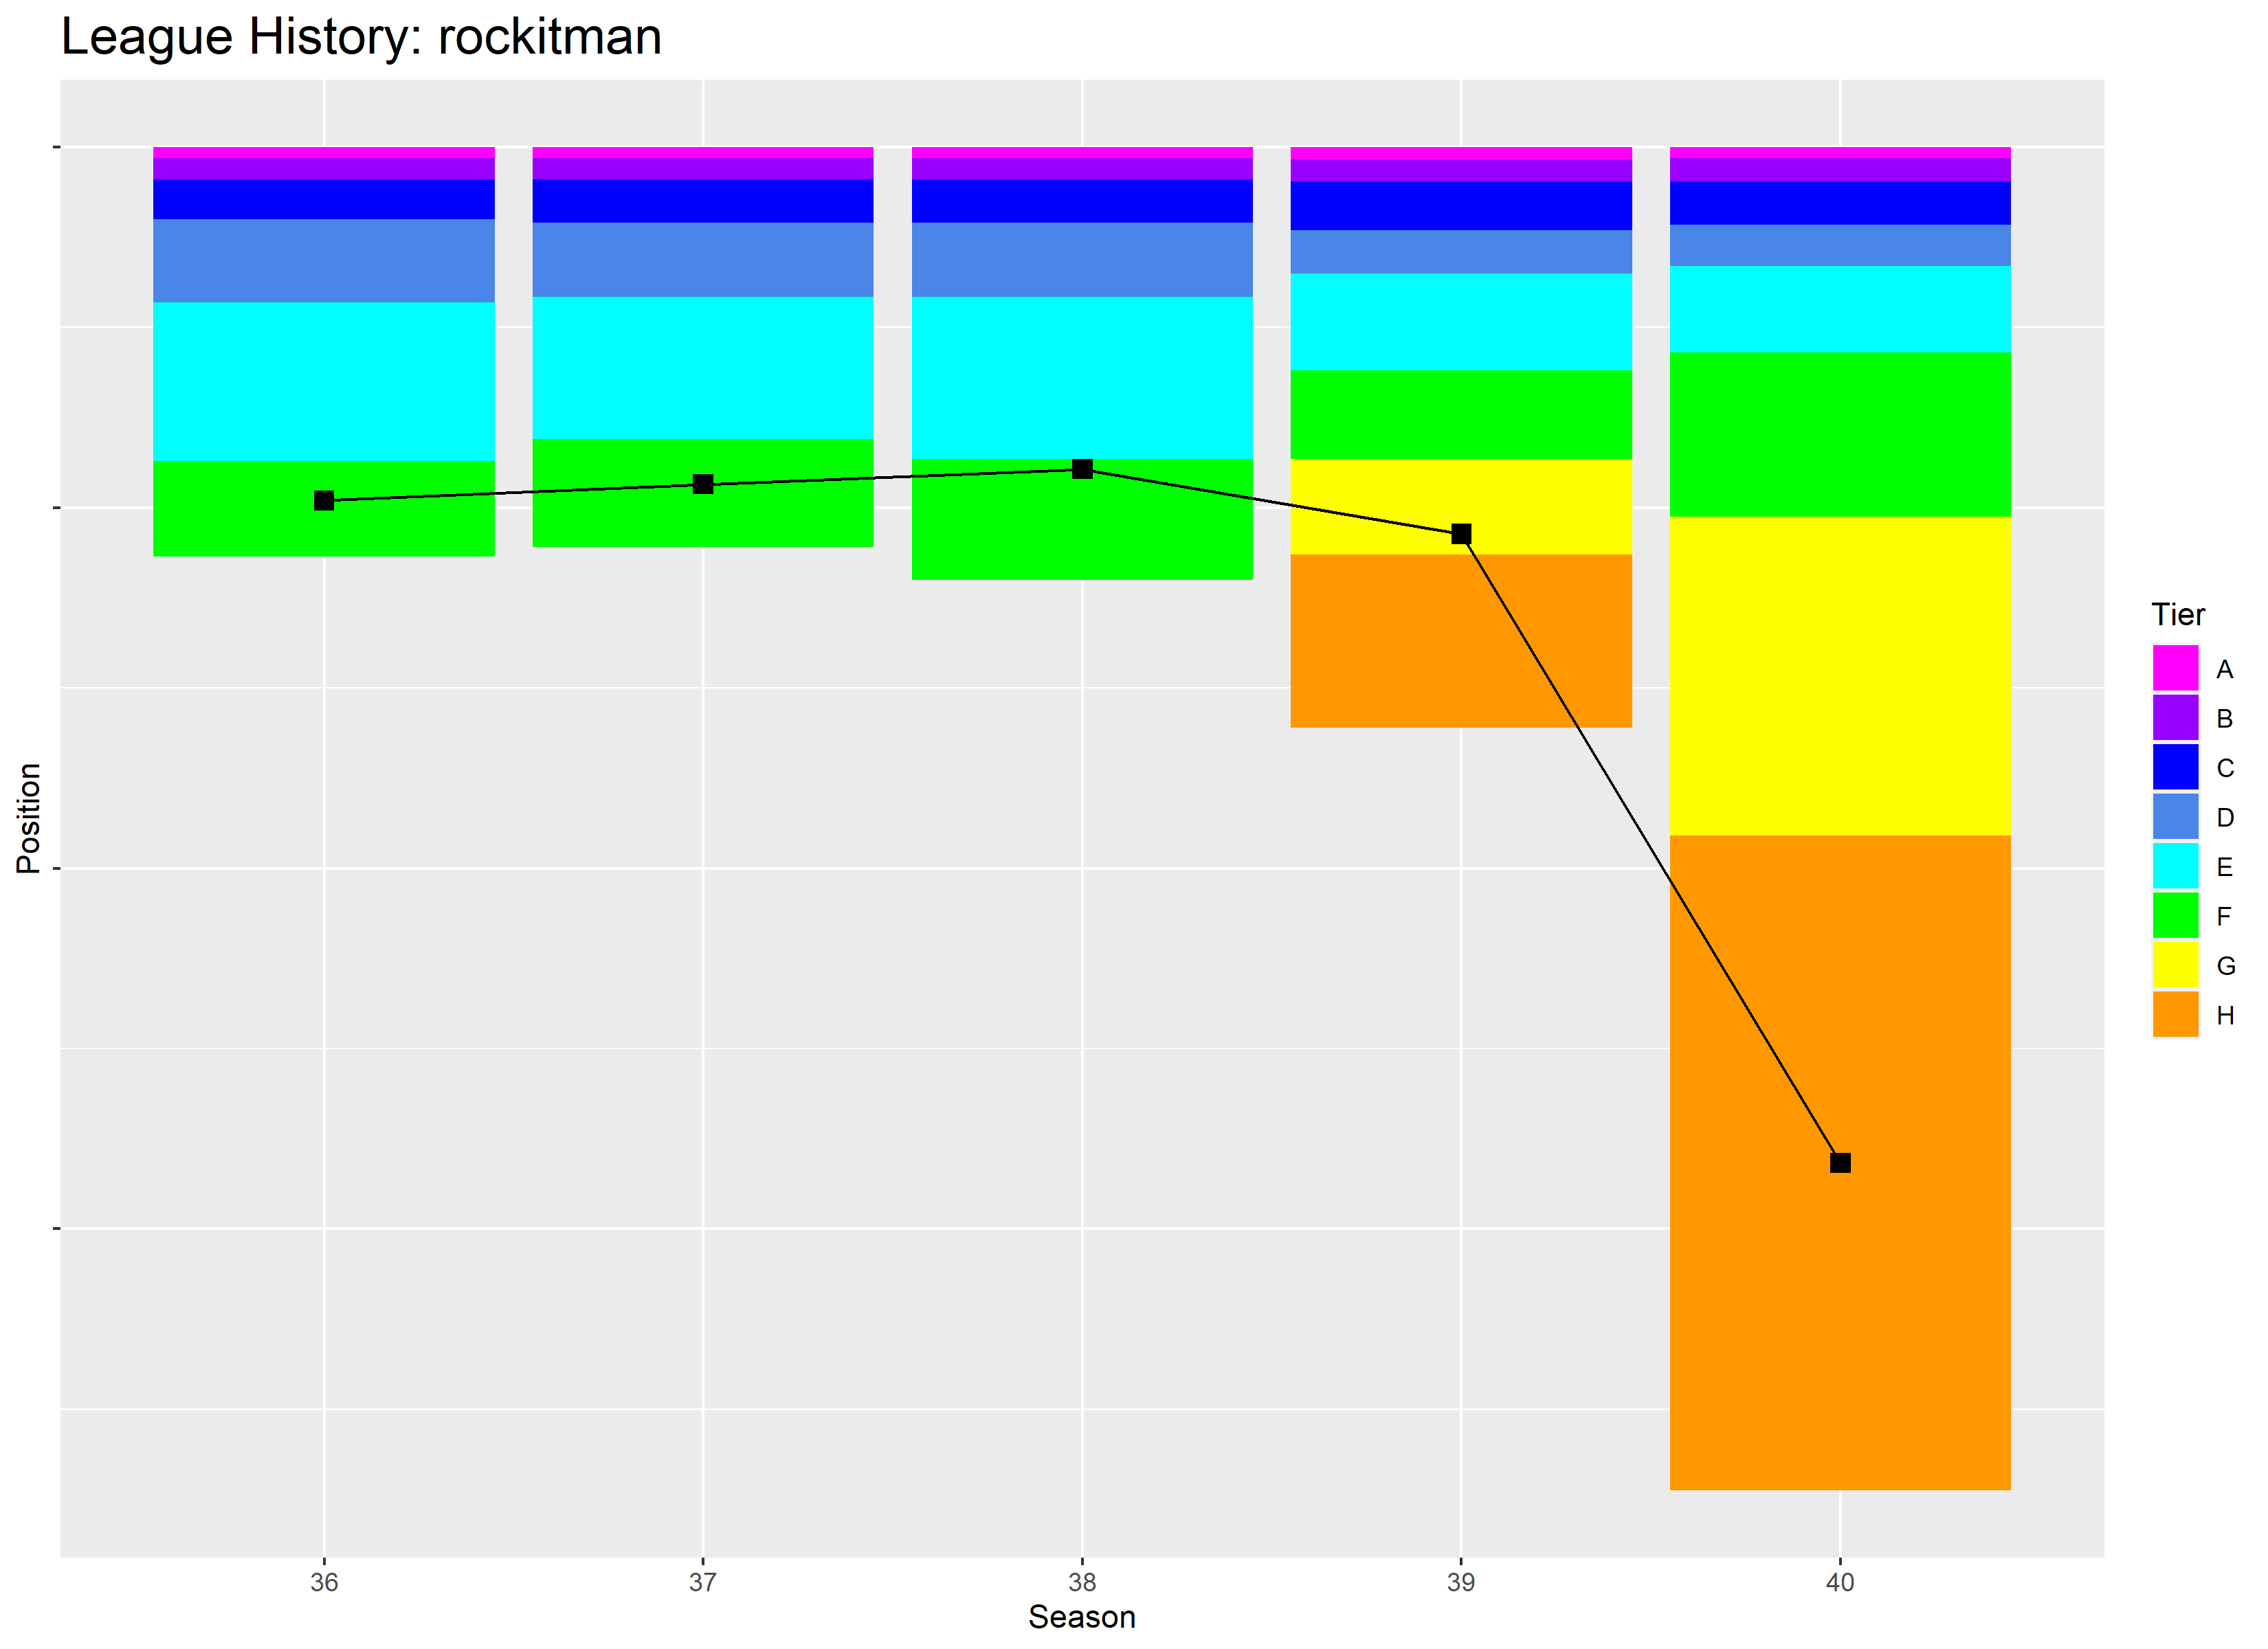 League History: rockitman
Position
36 37 38 39 40
Season
Tier
A
B
C
D
E
F
G
H